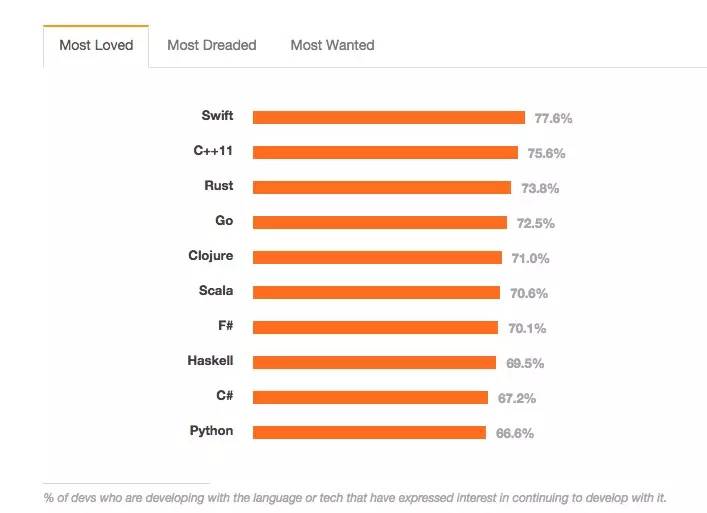 Most Loved Most Dreaded Most Wanted
Swift 77.6%
C++11 75.6%
Rust 73.8%
Go 72.5%
Clojure 71.0%
Scala 70.6%
F# 70.1%
Haskell 69.5%
C# 67.2%
Python 66.6%
% of devs who are developing with the language or tech that have expressed interest in continuing to develop with it.